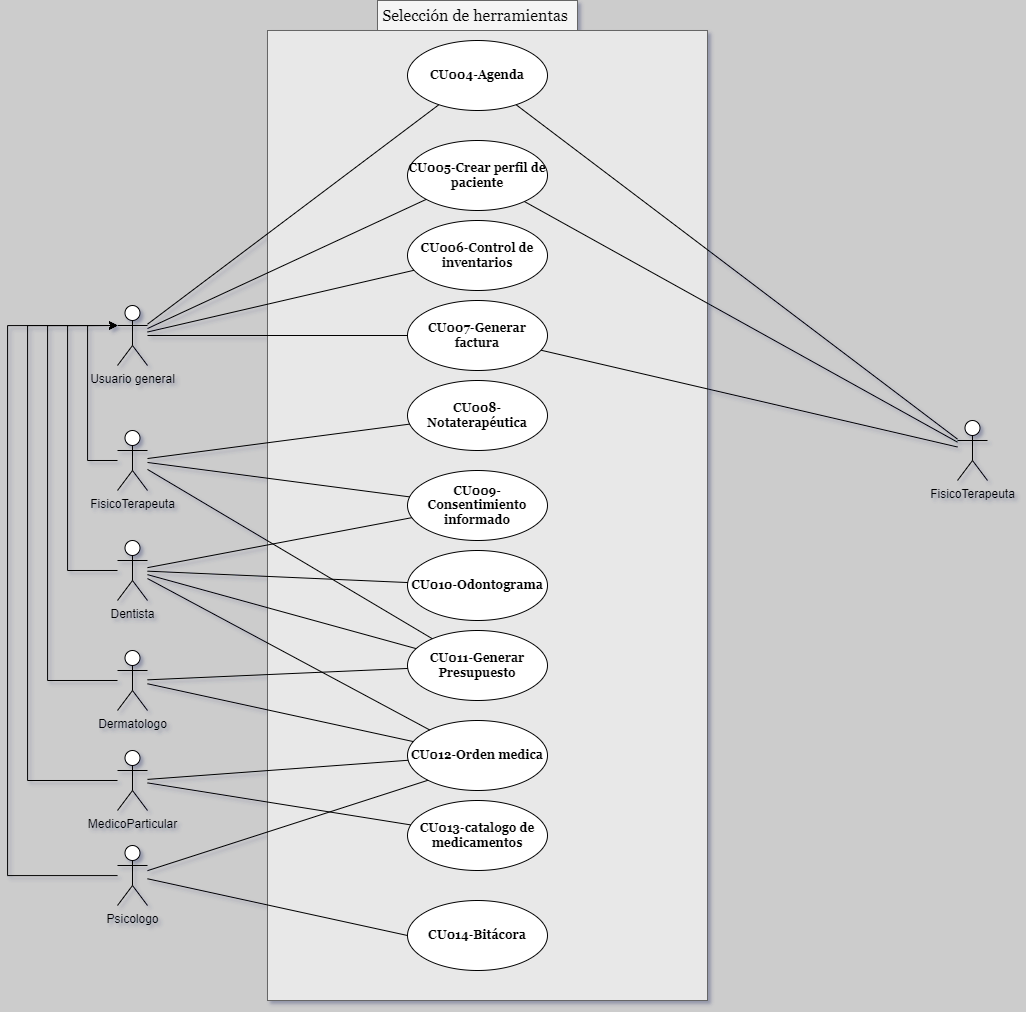 Selección de herramientas
CU004-Agenda
CU005-Crear perfil de
paciente
CU006-Control de
inventarios
CU007-Generar
factura
Usuario general
CU008-
Notaterapéutica
FisicoTerapeuta
FisicoTerapeuta
CU009-
Consentimiento
informado
CU010-Odontograma
Dentista
CU011-Generar
Presupuesto
Dermatologo
CU012-Orden medica
MedicoParticular
CU013-catalogo de
medicamentos
Psicologo
CU014-Bitácora